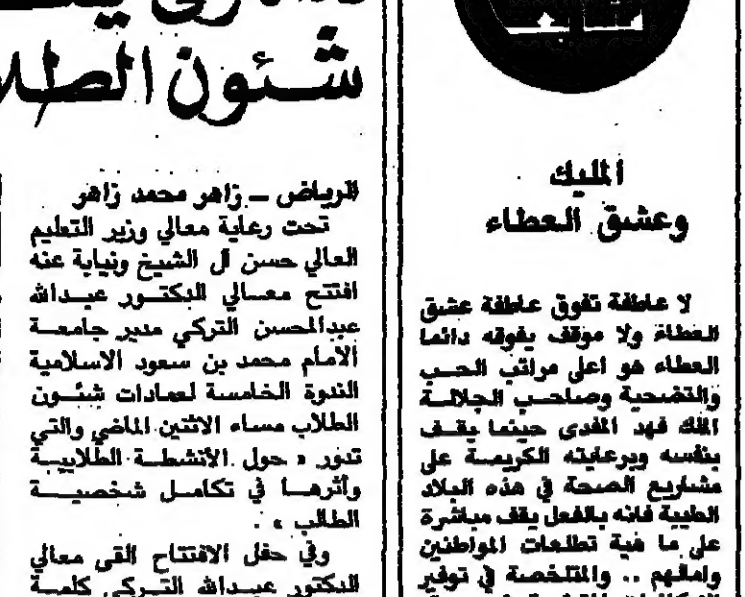 المليك
وعشق العطاء
لا عاطفة تفوق عاطفة عشق
العطاء ولا موقف يفوقه دائما
العطاء هو اعلى مراتب الحب
والتضحية وصاحب الجلالة
الملك فهد المفدى حينما يقف
بنفسه وبرعايته الكريمة على
مشاريع الصحة في هذه البلاد
الطيبة فانه بالفعل يقف مباشرة
على ما فية تطلعات المواطنين
وامالهم .. والمتلخصة في توفير
شئون
الرياض ــ زاهر محمد زاهر
تحت رعاية معالي وزير التعليم
العالي حسن آل الشيخ ونيابة عنه
افتتح معالي الدكتور عبدالله
عبدالمحسن التركي مدير جامعة
الامام محمد بن سعود الاسلامية
الندوة الخامسة لعمادات شئون
الطلاب مساء الاثنين الماضي والتي
تدور « حول الأنشطة الطلابية
وأثرها في تكامل شخصية
الطالب » .
وفي حفل الافتتاح القى معالي
الدكتور عبدالله التركي كلمة